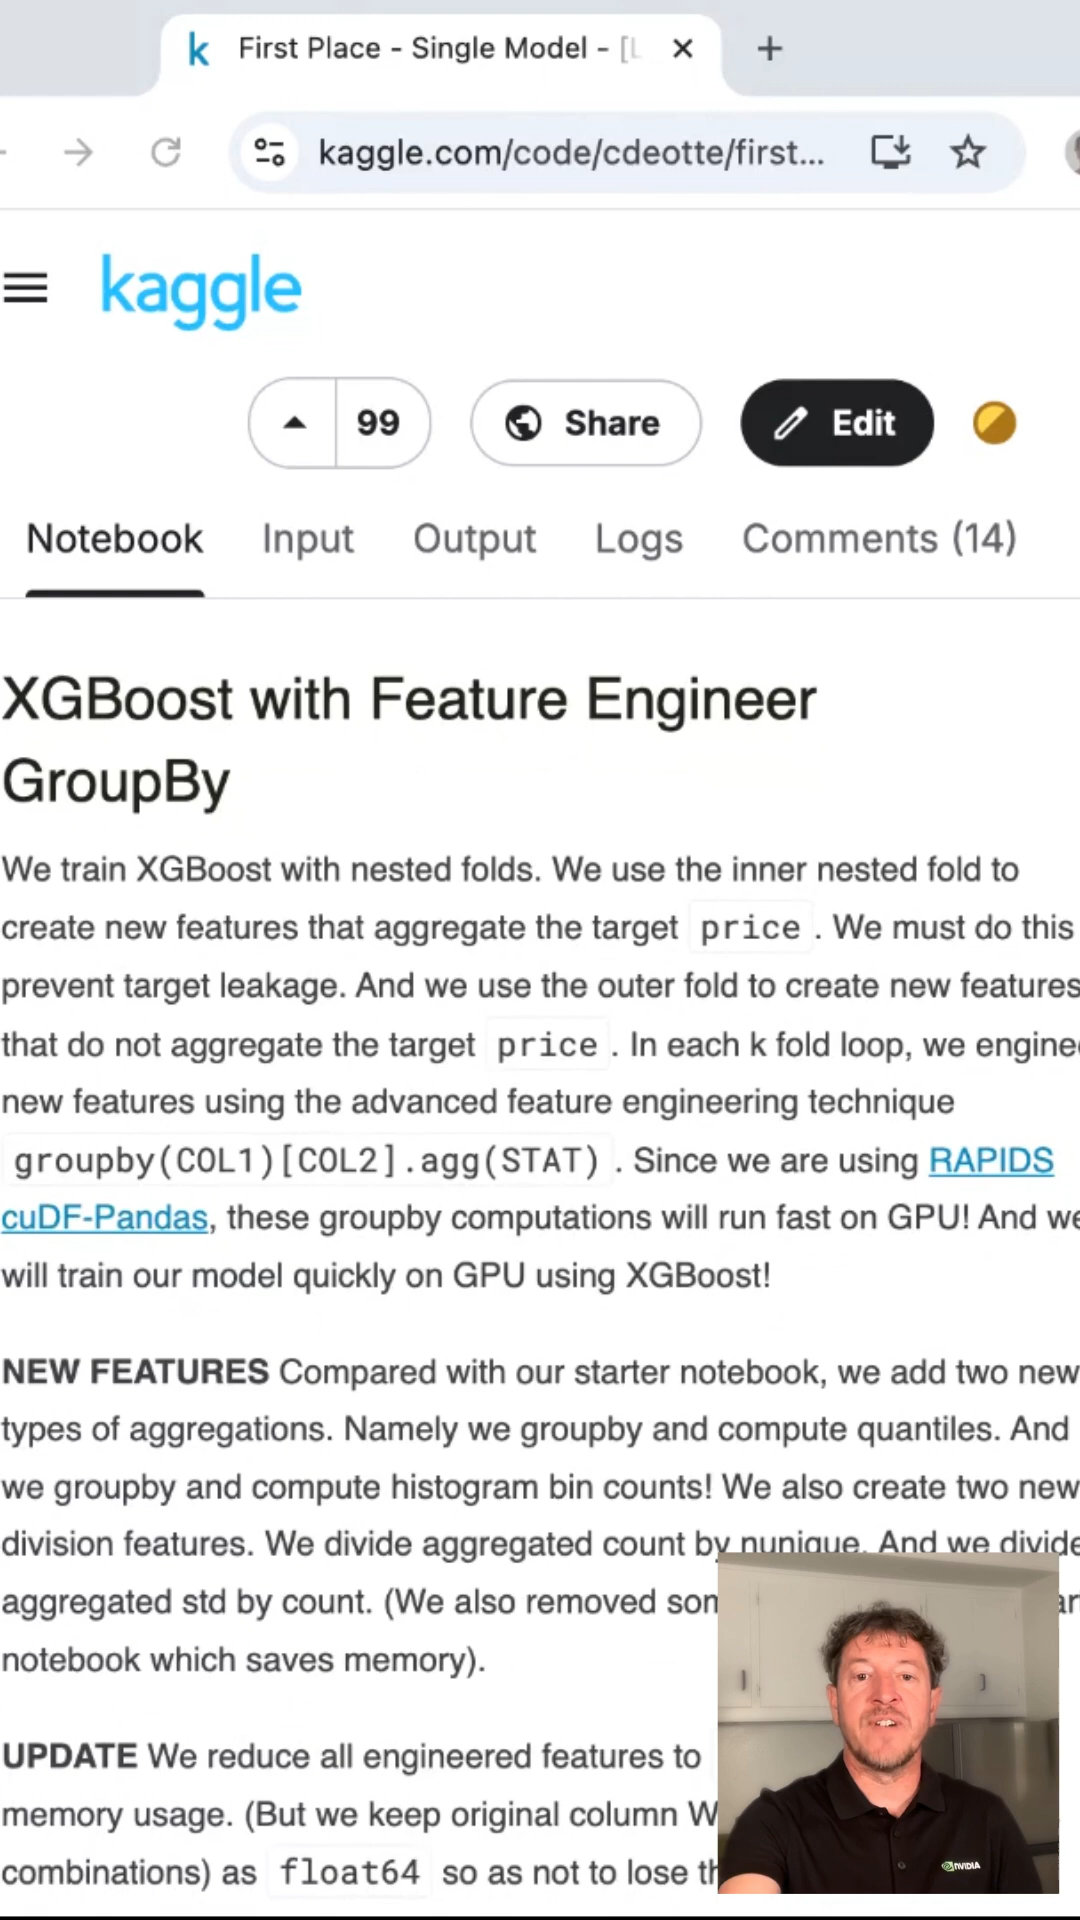 First Place - Single Model - [L
kaggle.com/code/cdeotte/first...
kaggle
99
Share
Edit
Notebook
Input
Output
Logs
Comments (14)
XGBoost with Feature Engineer
GroupBy
We train XGBoost with nested folds. We use the inner nested fold to
create new features that aggregate the target price . We must do this
prevent target leakage. And we use the outer fold to create new features
that do not aggregate the target price . In each k fold loop, we enginee
new features using the advanced feature engineering technique
groupby(COL1)[COL2].agg(STAT) . Since we are using RAPIDS
cuDF-Pandas, these groupby computations will run fast on GPU! And we
will train our model quickly on GPU using XGBoost!
NEW FEATURES Compared with our starter notebook, we add two new
types of aggregations. Namely we groupby and compute quantiles. And
we groupby and compute histogram bin counts! We also create two new
division features. We divide aggregated count by nunique. And we divide
aggregated std by count. (We also removed som
notebook which saves memory).
UPDATE We reduce all engineered features to
memory usage. (But we keep original column W
combinations) as float64 so as not to lose th
NVIDIA